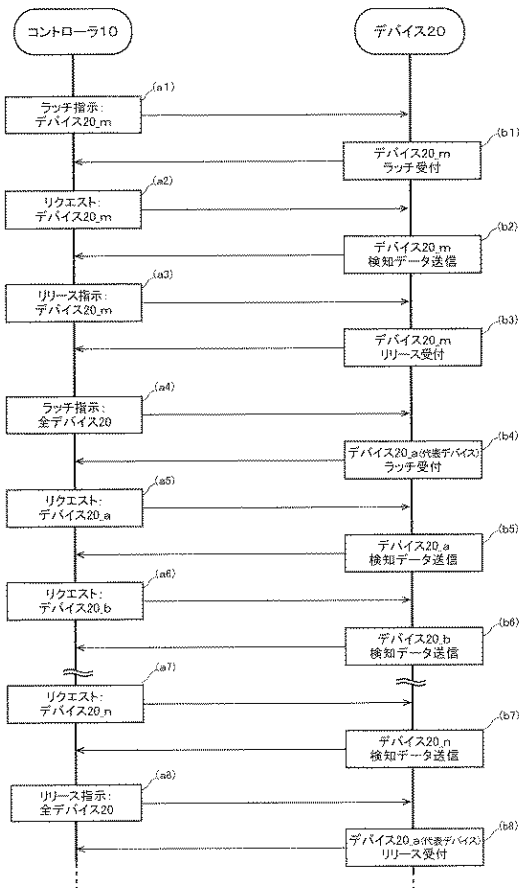 コントローラ10
デバイス20
(a1)
ラッチ指示:
デバイス20_m
(b1)
デバイス20_m
ラッチ受付
(a2)
リクエスト:
デバイス20_m
(b2)
デバイス20_m
検知データ送信
(a3)
リリース指示:
デバイス20_m
(b3)
デバイス20_m
リリース受付
(a4)
ラッチ指示:
全デバイス20
(b4)
デバイス20_a(代表デバイス)
ラッチ受付
(a5)
リクエスト:
デバイス20_a
(b5)
デバイス20_a
検知データ送信
(a6)
リクエスト:
デバイス20_b
(b6)
デバイス20_b
検知データ送信
(a7)
リクエスト:
デバイス20_n
(b7)
デバイス20_n
検知データ送信
(a8)
リリース指示:
全デバイス20
(b8)
デバイス20_a(代表デバイス)
リリース受付